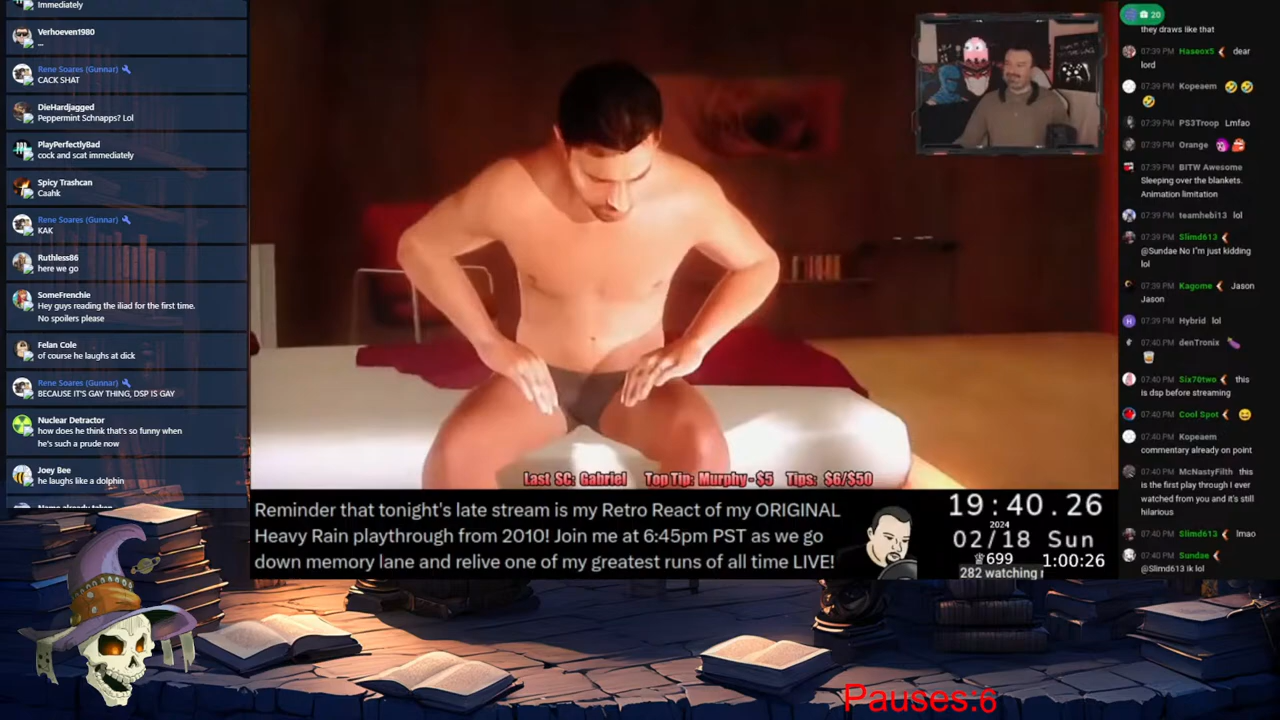 Immediately
Verhoeven1980
...
Rene Soares (Gunnar)
CACK SHAT
DieHardjagged
Peppermint Schnapps? Lol
PlayPerfectlyBad
cock and scat immediately
Spicy Trashcan
Caahk
Rene Soares (Gunnar)
KAK
Ruthless86
here we go
SomeFrenchie
Hey guys reading the iliad for the first time.
No spoilers please
Felan Cole
of course he laughs at dick
Rene Soares (Gunnar)
BECAUSE IT'S GAY THING, DSP IS GAY
Nuclear Detractor
how does he think that's so funny when
he's such a prude now
Joey Bee
he laughs like a dolphin
Last SC: Gabriel Top Tip: Murphy - $5 Tips: $6/$50
Reminder that tonight's late stream is my Retro React of my ORIGINAL
Heavy Rain playthrough from 2010! Join me at 6:45pm PST as we go
down memory lane and relive one of my greatest runs of all time LIVE!
19:40.26
2024
02/18 Sun
699
1:00:26
282 watching
20
they draws like that
07:39 PM Haseox5 dear
lord
07:39 PM Kopeaem 🤣 🤣
🤣
07:39 PM PS3Troop Lmfao
07:39 PM Orange
07:39 PM BITW Awesome
Sleeping over the blankets.
Animation limitation
07:39 PM teamhebi13 lol
07:39 PM Slimd613
@Sundae No I'm just kidding
lol
07:39 PM Kagome Jason
Jason
07:39 PM Hybrid lol
07:40 PM denTronix 🍆
🥃
07:40 PM Six70two this
is dsp before streaming
07:40 PM Cool Spot 😆
07:40 PM Kopeaem
commentary already on point
07:40 PM McNastyFilth this
is the first play through I ever
watched from you and it's still
hilarious
07:40 PM Slimd613 lmao
07:40 PM Sundae
@Slimd613 ik lol
Pauses:6